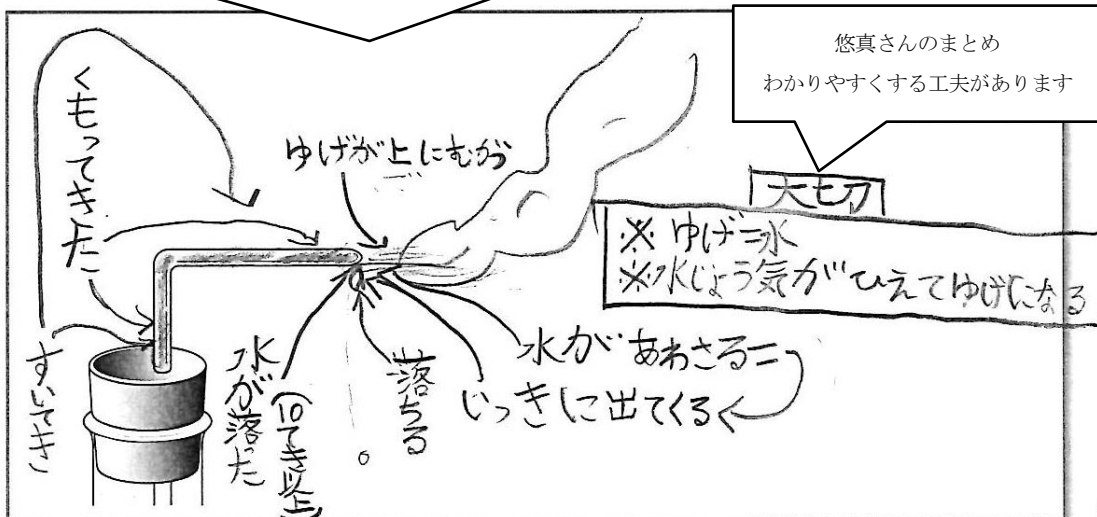 悠真さんのまとめ
わかりやすくする工夫があります
大切
※ ゆげ=水
※水じょう気がひえてゆげになる
ゆげが上にむかう
くもってきた
すいてき
水が落った
(10てき以上)
落ちる
水があわさる=
じっきに出てくる